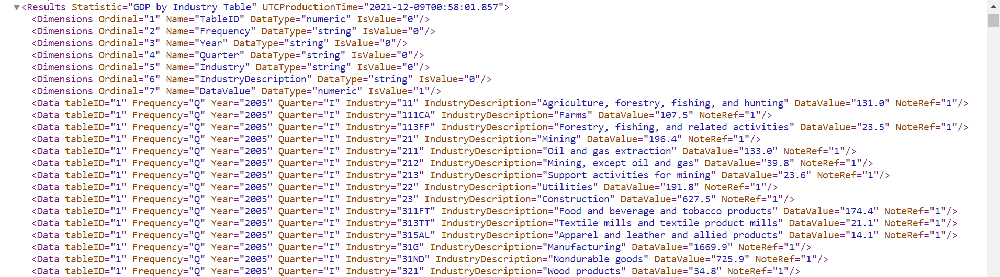 ▼<Results Statistic="GDP by Industry Table" UTCProductionTime="2021-12-09T00:58:01.857">
<Dimensions Ordinal="1" Name="TableID" DataType="numeric" IsValue="0"/>
<Dimensions Ordinal="2" Name="Frequency" DataType="string" IsValue="0"/>
<Dimensions Ordinal="3" Name="Year" DataType="string" IsValue="0"/>
<Dimensions Ordinal="4" Name="Quarter" DataType="string" IsValue="0"/>
<Dimensions Ordinal="5" Name="Industry" DataType="string" IsValue="0"/>
<Dimensions Ordinal="6" Name="IndustryDescription" DataType="string" IsValue="0"/>
<Dimensions Ordinal="7" Name="DataValue" DataType="numeric" IsValue="1"/>
<Data tableID="1" Frequency="Q" Year="2005" Quarter="I" Industry="11" IndustryDescription="Agriculture, forestry, fishing, and hunting" DataValue="131.0" NoteRef="1"/>
<Data tableID="1" Frequency="Q" Year="2005" Quarter="I" Industry="111CA" IndustryDescription="Farms" DataValue="107.5" NoteRef="1"/>
<Data tableID="1" Frequency="Q" Year="2005" Quarter="I" Industry="113FF" IndustryDescription="Forestry, fishing, and related activities" DataValue="23.5" NoteRef="1"/>
<Data tableID="1" Frequency="Q" Year="2005" Quarter="I" Industry="21" IndustryDescription="Mining" DataValue="196.4" NoteRef="1"/>
<Data tableID="1" Frequency="Q" Year="2005" Quarter="I" Industry="211" IndustryDescription="Oil and gas extraction" DataValue="133.0" NoteRef="1"/>
<Data tableID="1" Frequency="Q" Year="2005" Quarter="I" Industry="212" IndustryDescription="Mining, except oil and gas" DataValue="39.8" NoteRef="1"/>
<Data tableID="1" Frequency="Q" Year="2005" Quarter="I" Industry="213" IndustryDescription="Support activities for mining" DataValue="23.6" NoteRef="1"/>
<Data tableID="1" Frequency="Q" Year="2005" Quarter="I" Industry="22" IndustryDescription="Utilities" DataValue="191.8" NoteRef="1"/>
<Data tableID="1" Frequency="Q" Year="2005" Quarter="I" Industry="23" IndustryDescription="Construction" DataValue="627.5" NoteRef="1"/>
<Data tableID="1" Frequency="Q" Year="2005" Quarter="I" Industry="311FT" IndustryDescription="Food and beverage and tobacco products" DataValue="174.4" NoteRef="1"/>
<Data tableID="1" Frequency="Q" Year="2005" Quarter="I" Industry="313TT" IndustryDescription="Textile mills and textile product mills" DataValue="21.1" NoteRef="1"/>
<Data tableID="1" Frequency="Q" Year="2005" Quarter="I" Industry="315AL" IndustryDescription="Apparel and leather and allied products" DataValue="14.1" NoteRef="1"/>
<Data tableID="1" Frequency="Q" Year="2005" Quarter="I" Industry="31G" IndustryDescription="Manufacturing" DataValue="1669.9" NoteRef="1"/>
<Data tableID="1" Frequency="Q" Year="2005" Quarter="I" Industry="31ND" IndustryDescription="Nondurable goods" DataValue="725.9" NoteRef="1"/>
<Data tableID="1" Frequency="Q" Year="2005" Quarter="I" Industry="321" IndustryDescription="Wood products" DataValue="34.8" NoteRef="1"/>